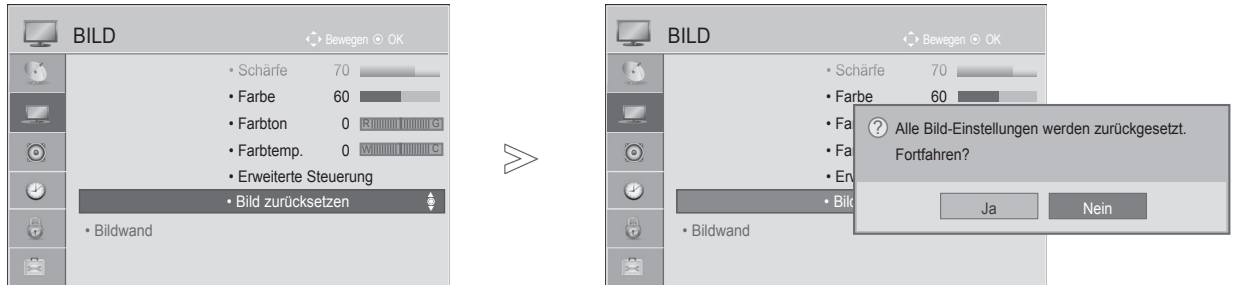 BILD
Bewegen ⊙ OK
• Schärfe 70
• Farbe 60
• Farbton 0 R G
• Farbtemp. 0 W C
• Erweiterte Steuerung
• Bild zurücksetzen
• Bildwand
BILD
Bewegen ⊙ OK
• Schärfe 70
• Farbe 60
• Fa
• Fa
• Erw
• Bild
• Bildwand
? Alle Bild-Einstellungen werden zurückgesetzt.
Fortfahren?
Ja Nein